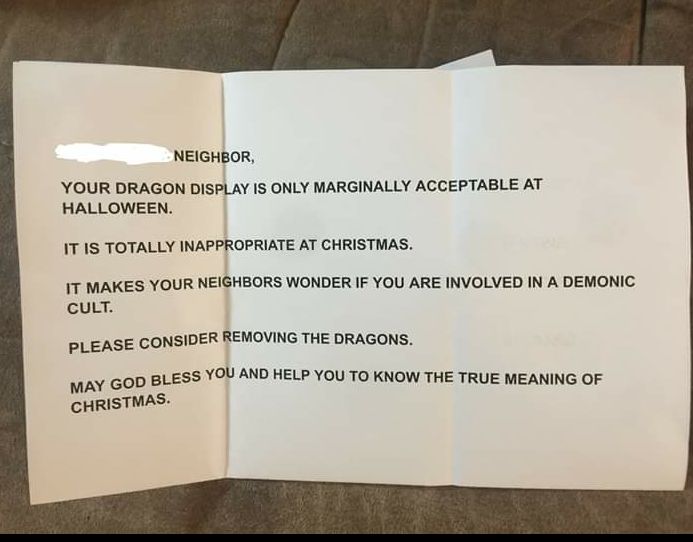 NEIGHBOR,
YOUR DRAGON DISPLAY IS ONLY MARGINALLY ACCEPTABLE AT
HALLOWEEN.
IT IS TOTALLY INAPPROPRIATE AT CHRISTMAS.
IT MAKES YOUR NEIGHBORS WONDER IF YOU ARE INVOLVED IN A DEMONIC
CULT.
PLEASE CONSIDER REMOVING THE DRAGONS.
MAY GOD BLESS YOU AND HELP YOU TO KNOW THE TRUE MEANING OF
CHRISTMAS.